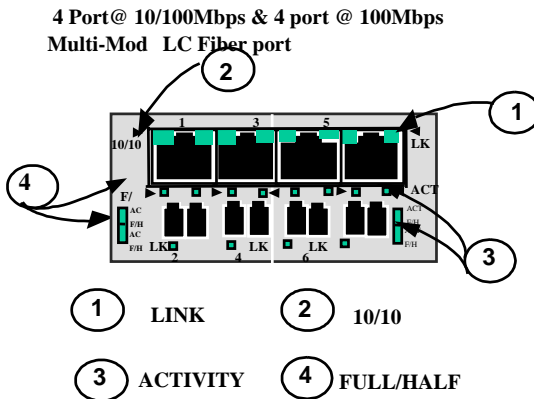 4 Port@ 10/100Mbps & 4 port @ 100Mbps
Multi-Mod LC Fiber port
2
1
1 3 5
10/10 LK
4
F/ ACT
AC ACT
F/H F/H
AC
F/H F/H
LK LK LK
2 4 6
3
1 LINK 2 10/10
3 ACTIVITY 4 FULL/HALF